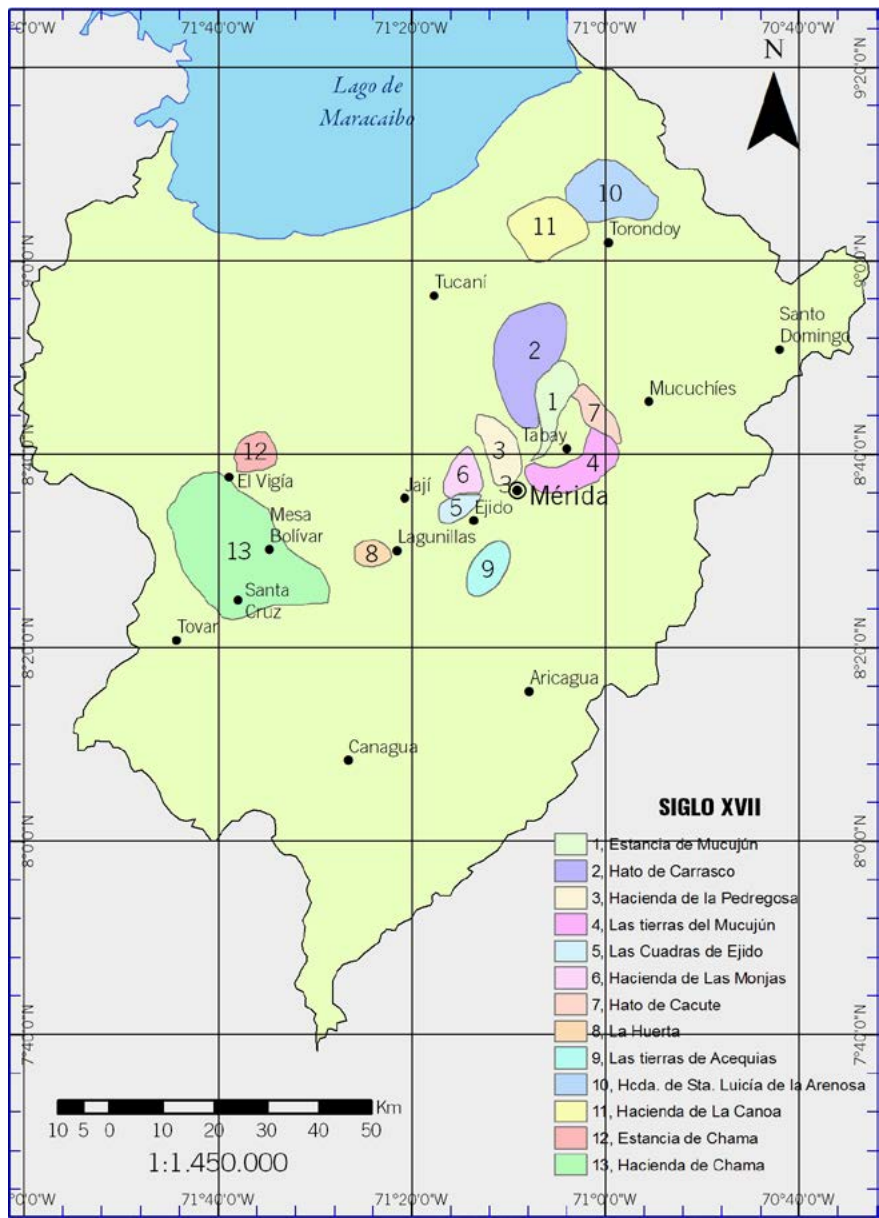 °0'0"W
71°40'0"W
71°20'0"W
71°0'0"W
70°40'0"W
N
9°20'0"N
9°20'0"N
Lago de
Maracaibo
10
11
Torondoy
9°0'0"N
9°0'0"N
Tucaní
Santo
Domingo
2
Mucuchíes
1
7
Tabay
8°40'0"N
8°40'0"N
12
3
4
6
El Vigía
Jají
3
Mérida
5
Ejido
Mesa
Bolívar
13
8
Lagunillas
9
Santa
Cruz
Tovar
8°20'0"N
8°20'0"N
Aricagua
Canagua
8°0'0"N
8°0'0"N
SIGLO XVII
1, Estancia de Mucujún
2, Hato de Carrasco
3, Hacienda de la Pedregosa
4, Las tierras del Mucujún
5, Las Cuadras de Ejido
6, Hacienda de Las Monjas
7, Hato de Cacute
8, La Huerta
9, Las tierras de Acequias
10, Hcda. de Sta. Luicía de la Arenosa
11, Hacienda de La Canoa
12, Estancia de Chama
13, Hacienda de Chama
7°40'0"N
7°40'0"N
Km
10 5 0 10 20 30 40 50
1:1.450.000
°0'0"W
71°40'0"W
71°20'0"W
71°0'0"W
70°40'0"W